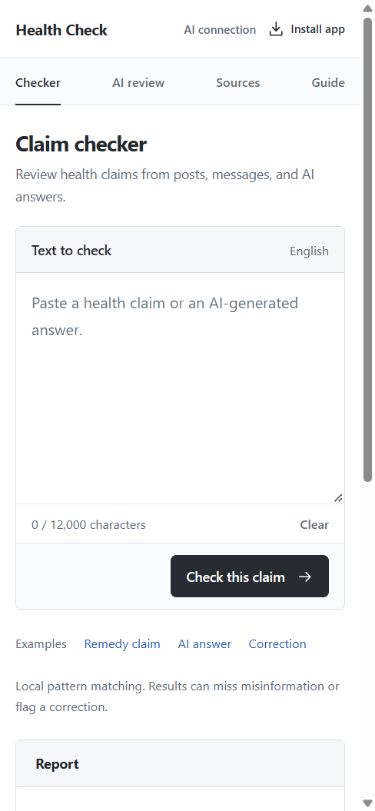 Health Check
AI connection
Install app
Checker
AI review
Sources
Guide
Claim checker
Review health claims from posts, messages, and AI
answers.
Text to check
English
Paste a health claim or an AI-generated
answer.
0 / 12,000 characters
Clear
Check this claim →
Examples
Remedy claim
AI answer
Correction
Local pattern matching. Results can miss misinformation or
flag a correction.
Report